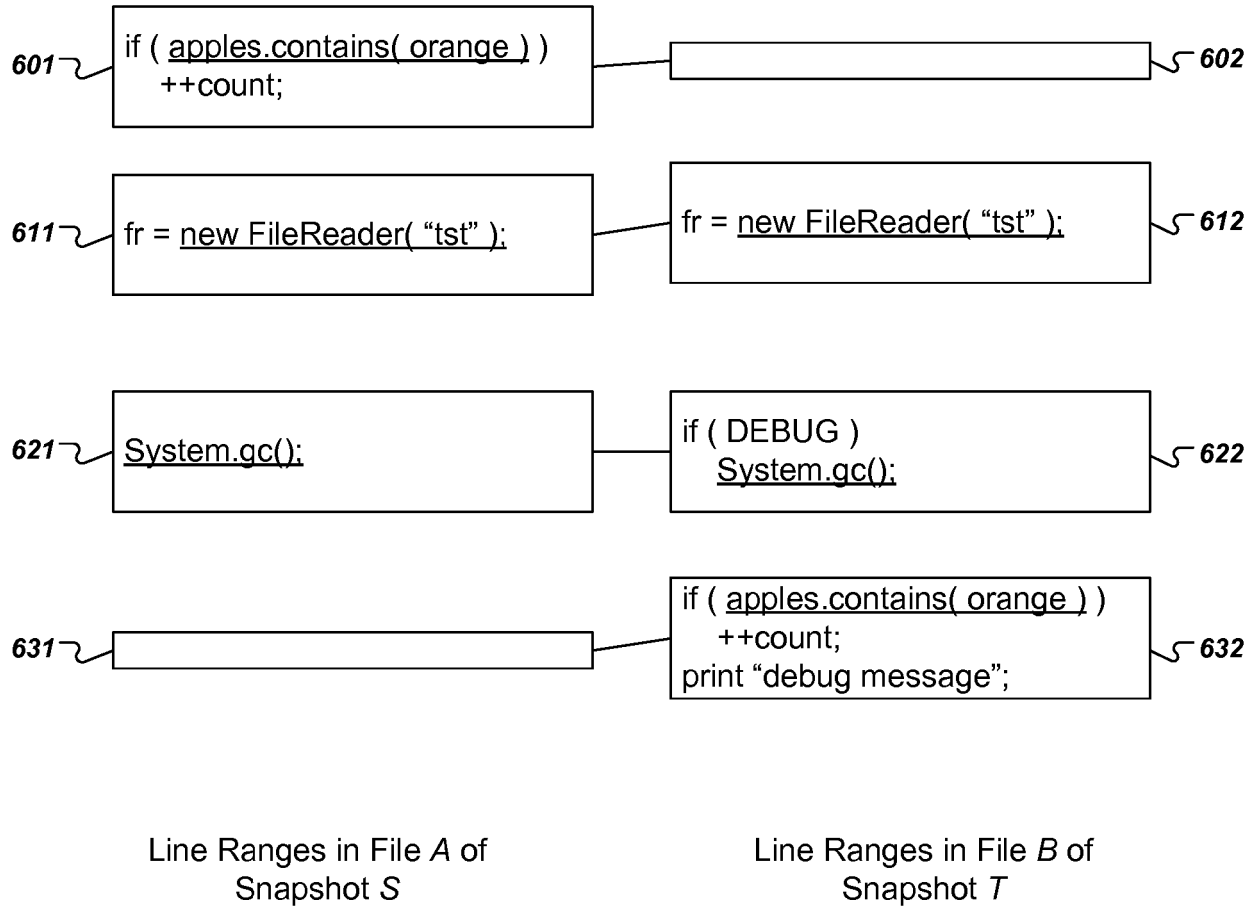 601
if ( apples.contains( orange ) )
++count;
602
611
fr = new FileReader( “tst” );
fr = new FileReader( “tst” );
612
621
System.gc();
if ( DEBUG )
System.gc();
622
631
if ( apples.contains( orange ) )
++count;
print “debug message”;
632
Line Ranges in File A of
Snapshot S
Line Ranges in File B of
Snapshot T